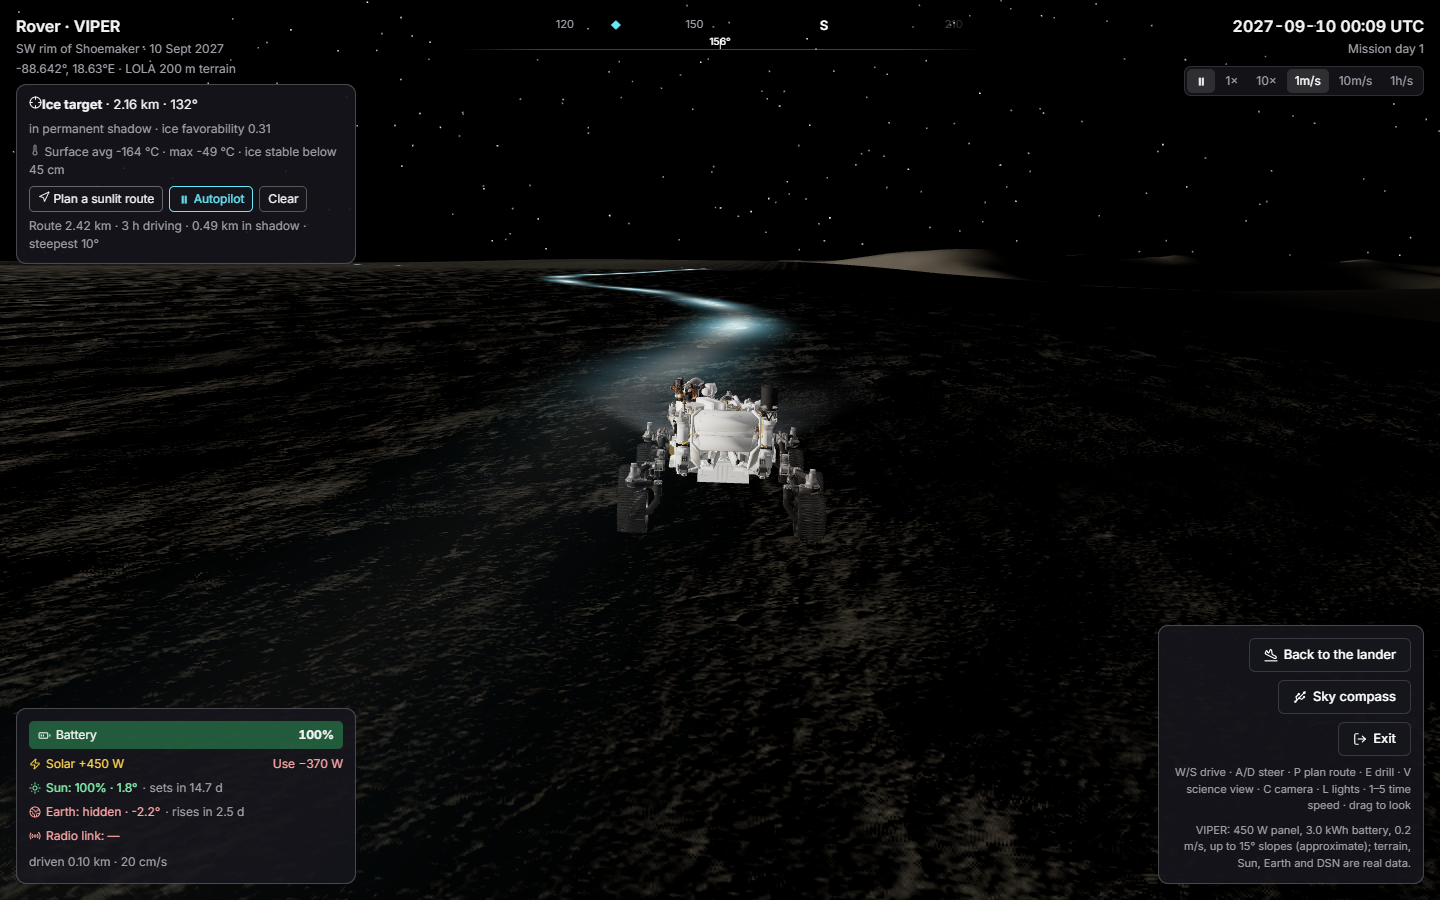 Rover · VIPER
SW rim of Shoemaker · 10 Sept 2027
-88.642°, 18.63°E · LOLA 200 m terrain
Ice target · 2.16 km · 132°
in permanent shadow · ice favorability 0.31
Surface avg -164 °C · max -49 °C · ice stable below
45 cm
Plan a sunlit route
Autopilot
Clear
Route 2.42 km · 3 h driving · 0.49 km in shadow ·
steepest 10°
120
150
S
210
156°
2027-09-10 00:09 UTC
Mission day 1
1×
10×
1m/s
10m/s
1h/s
Battery
100%
Solar +450 W
Use −370 W
Sun: 100% · 1.8° · sets in 14.7 d
Earth: hidden · -2.2° · rises in 2.5 d
Radio link: —
driven 0.10 km · 20 cm/s
Back to the lander
Sky compass
Exit
W/S drive · A/D steer · P plan route · E drill · V
science view · C camera · L lights · 1–5 time
speed · drag to look
VIPER: 450 W panel, 3.0 kWh battery, 0.2
m/s, up to 15° slopes (approximate); terrain,
Sun, Earth and DSN are real data.